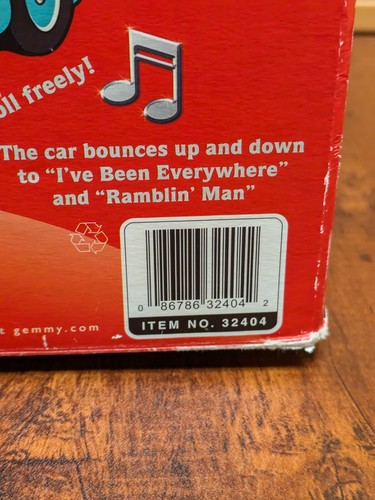 freely!
The car bounces up and down
to “I’ve Been Everywhere”
and “Ramblin’ Man”
0 86786 32404 2
ITEM NO. 32404
gemmy.com